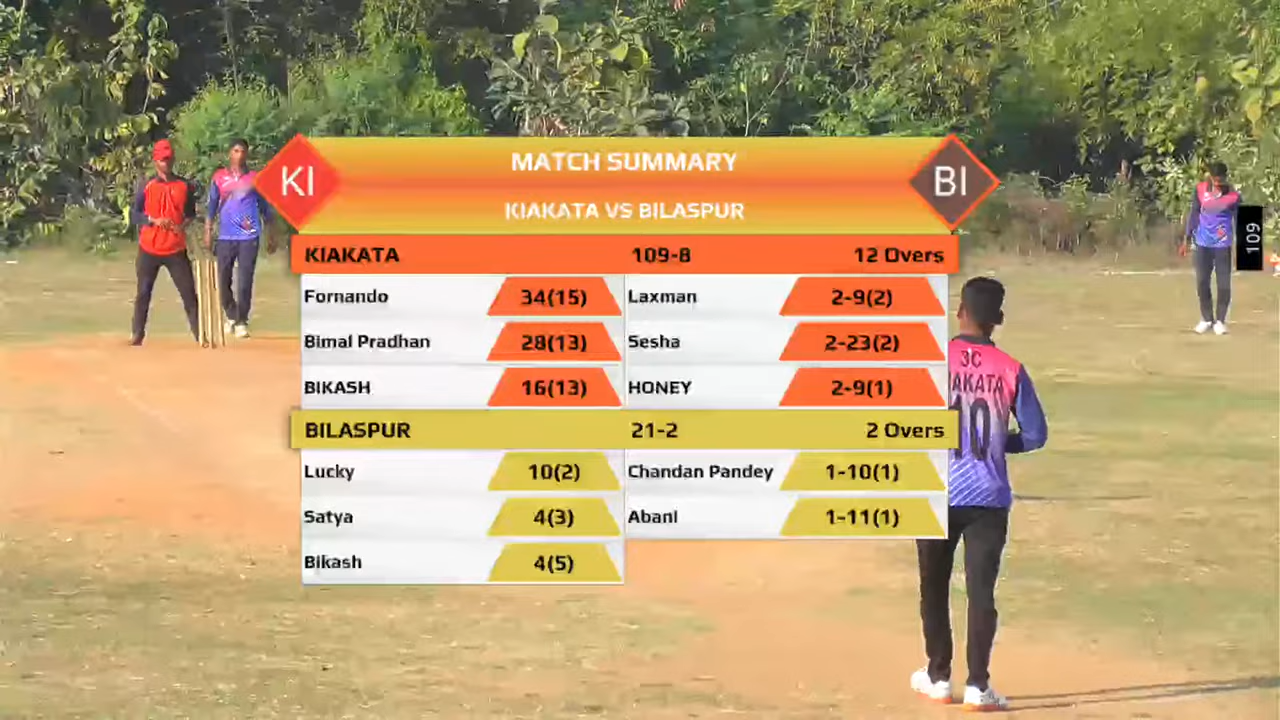 KI
MATCH SUMMARY
BI
KIAKATA VS BILASPUR
KIAKATA 109-8 12 Overs
Fornando 34(15) Laxman 2-9(2)
Bimal Pradhan 28(13) Sesha 2-23(2)
BIKASH 16(13) HONEY 2-9(1)
BILASPUR 21-2 2 Overs
Lucky 10(2) Chandan Pandey 1-10(1)
Satya 4(3) Abani 1-11(1)
Bikash 4(5)
109
3C
IAKATA
10